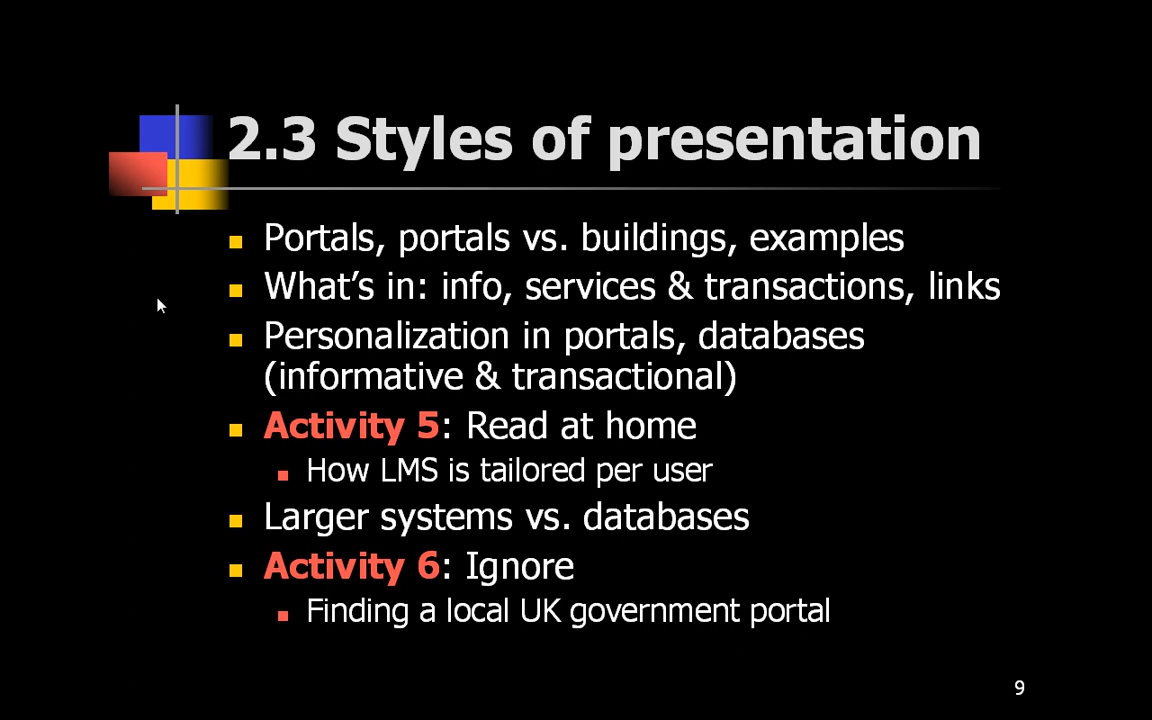 2.3 Styles of presentation
Portals, portals vs. buildings, examples
What's in: info, services & transactions, links
Personalization in portals, databases
(informative & transactional)
Activity 5: Read at home
How LMS is tailored per user
Larger systems vs. databases
Activity 6: Ignore
Finding a local UK government portal
9